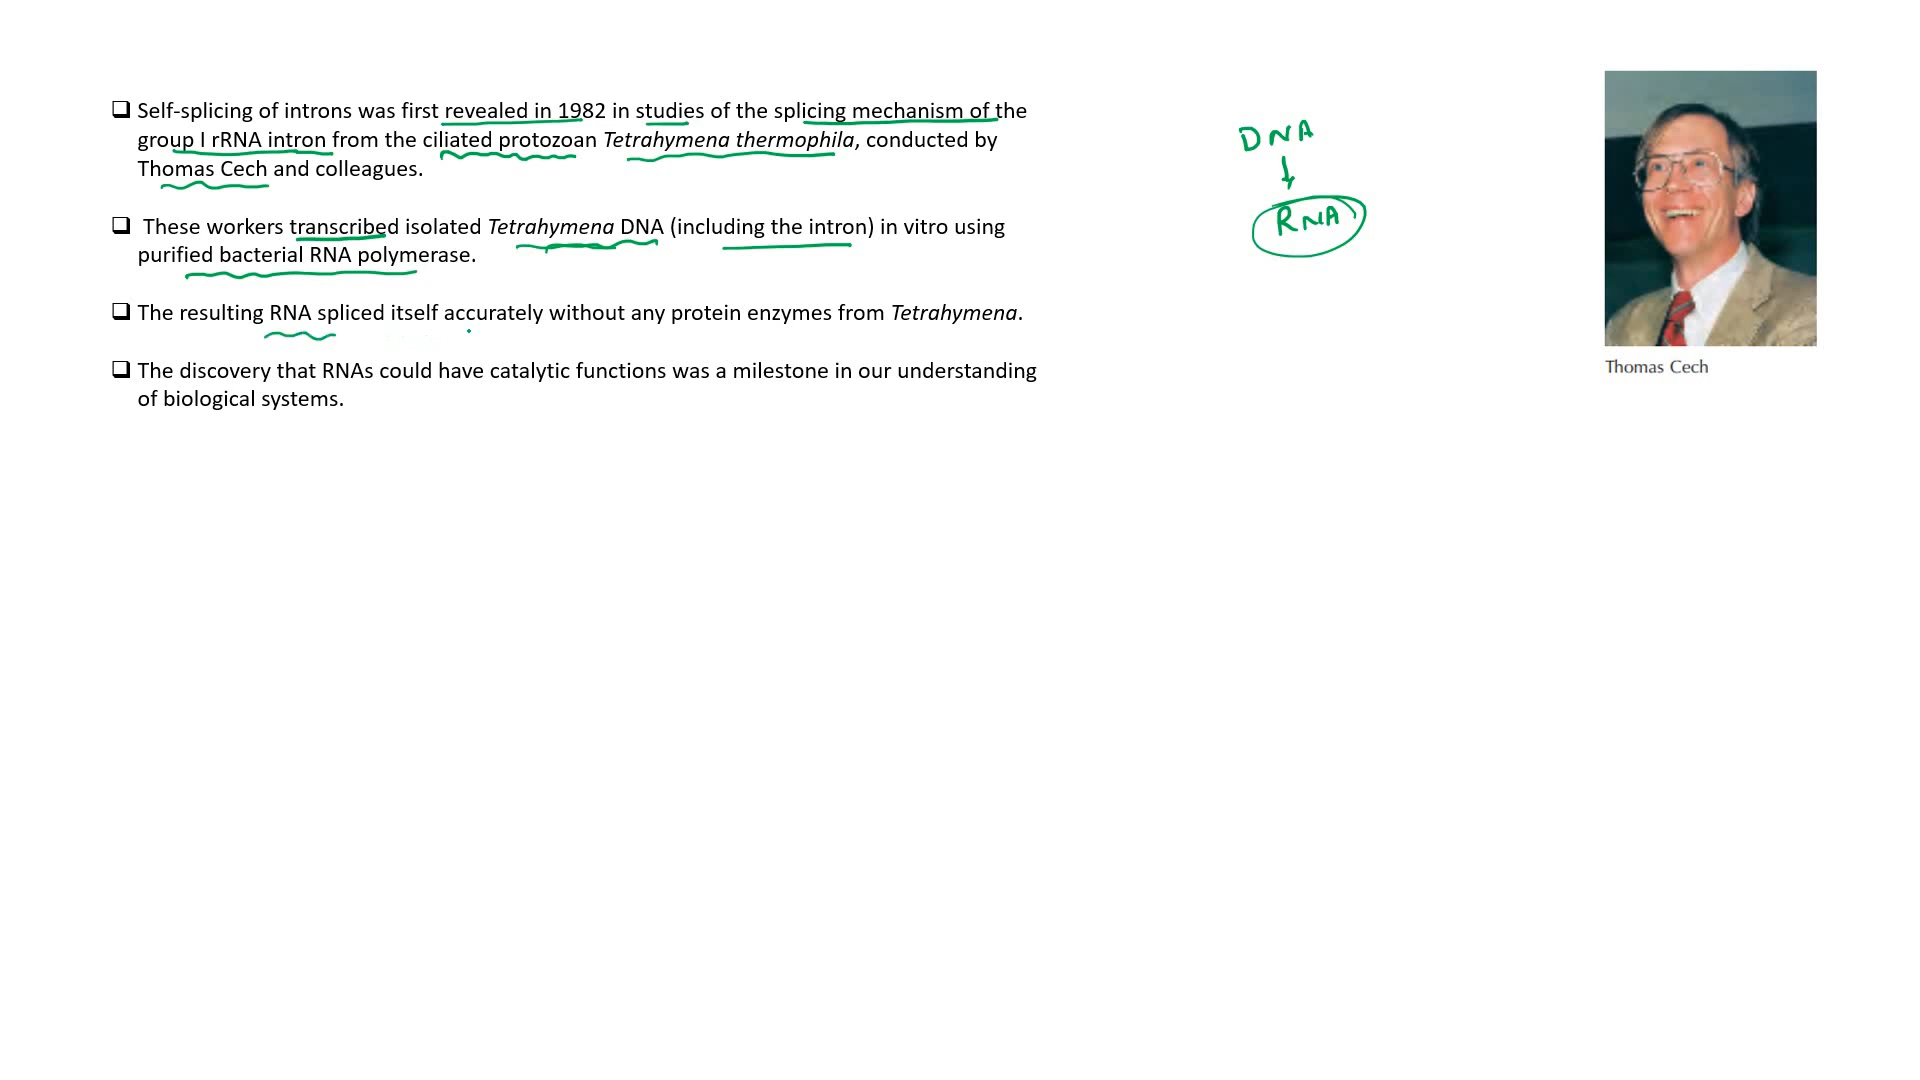 ❑ Self-splicing of introns was first revealed in 1982 in studies of the splicing mechanism of the
group I rRNA intron from the ciliated protozoan Tetrahymena thermophila, conducted by
Thomas Cech and colleagues.
❑ These workers transcribed isolated Tetrahymena DNA (including the intron) in vitro using
purified bacterial RNA polymerase.
❑ The resulting RNA spliced itself accurately without any protein enzymes from Tetrahymena.
❑ The discovery that RNAs could have catalytic functions was a milestone in our understanding
of biological systems.
DNA
↓
RNA
Thomas Cech